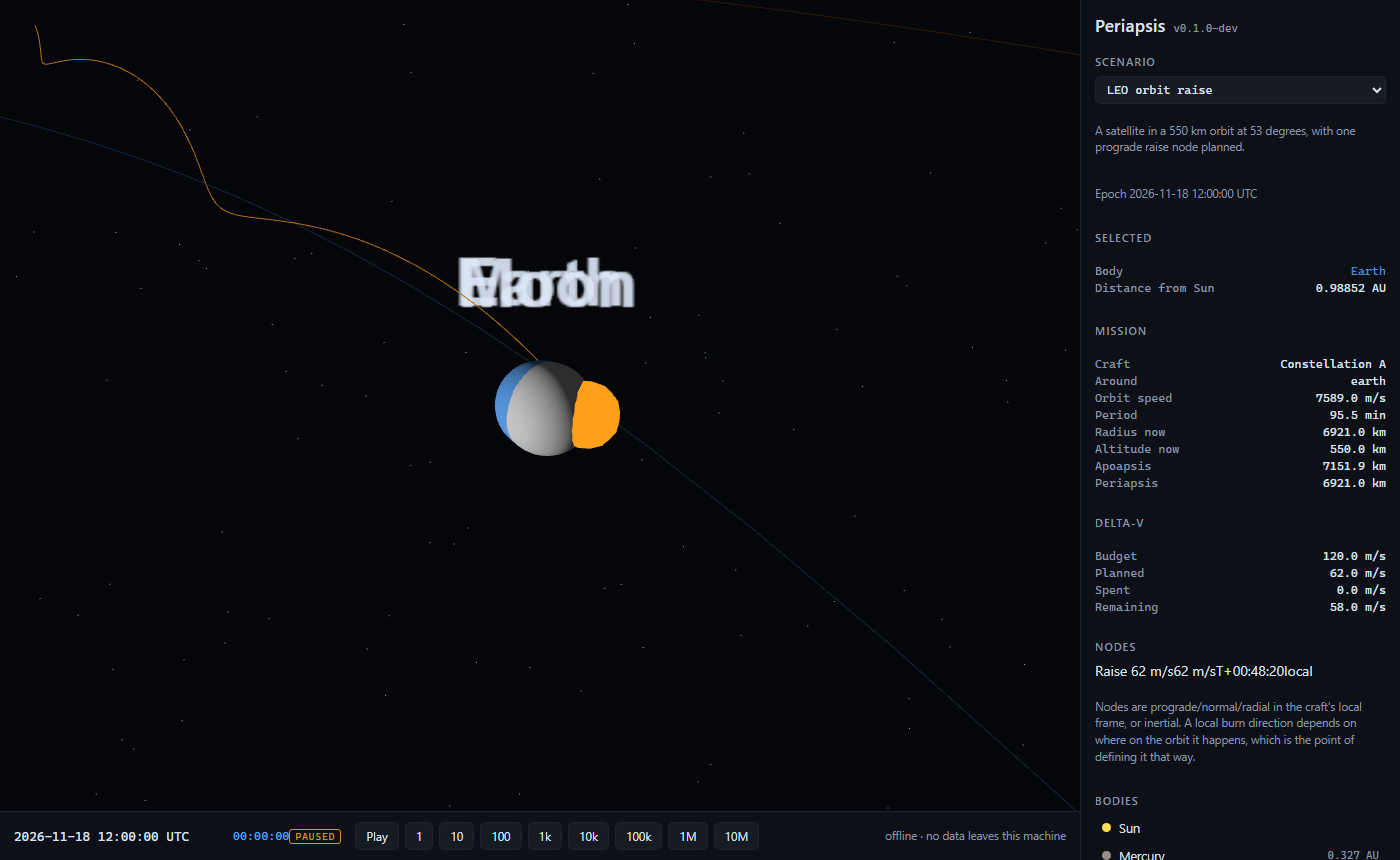 Periapsis v0.1.0-dev
SCENARIO
LEO orbit raise
A satellite in a 550 km orbit at 53 degrees, with one
prograde raise node planned.
Epoch 2026-11-18 12:00:00 UTC
SELECTED
Body Earth
Distance from Sun 0.98852 AU
MISSION
Craft Constellation A
Around earth
Orbit speed 7589.0 m/s
Period 95.5 min
Radius now 6921.0 km
Altitude now 550.0 km
Apoapsis 7151.9 km
Periapsis 6921.0 km
DELTA-V
Budget 120.0 m/s
Planned 62.0 m/s
Spent 0.0 m/s
Remaining 58.0 m/s
NODES
Raise 62 m/s62 m/sT+00:48:20local
Nodes are prograde/normal/radial in the craft's local
frame, or inertial. A local burn direction depends on
where on the orbit it happens, which is the point of
defining it that way.
BODIES
Sun
Mercury 0.327 AU
Earth
Moon
2026-11-18 12:00:00 UTC 00:00:00 PAUSED Play 1 10 100 1k 10k 100k 1M 10M offline · no data leaves this machine